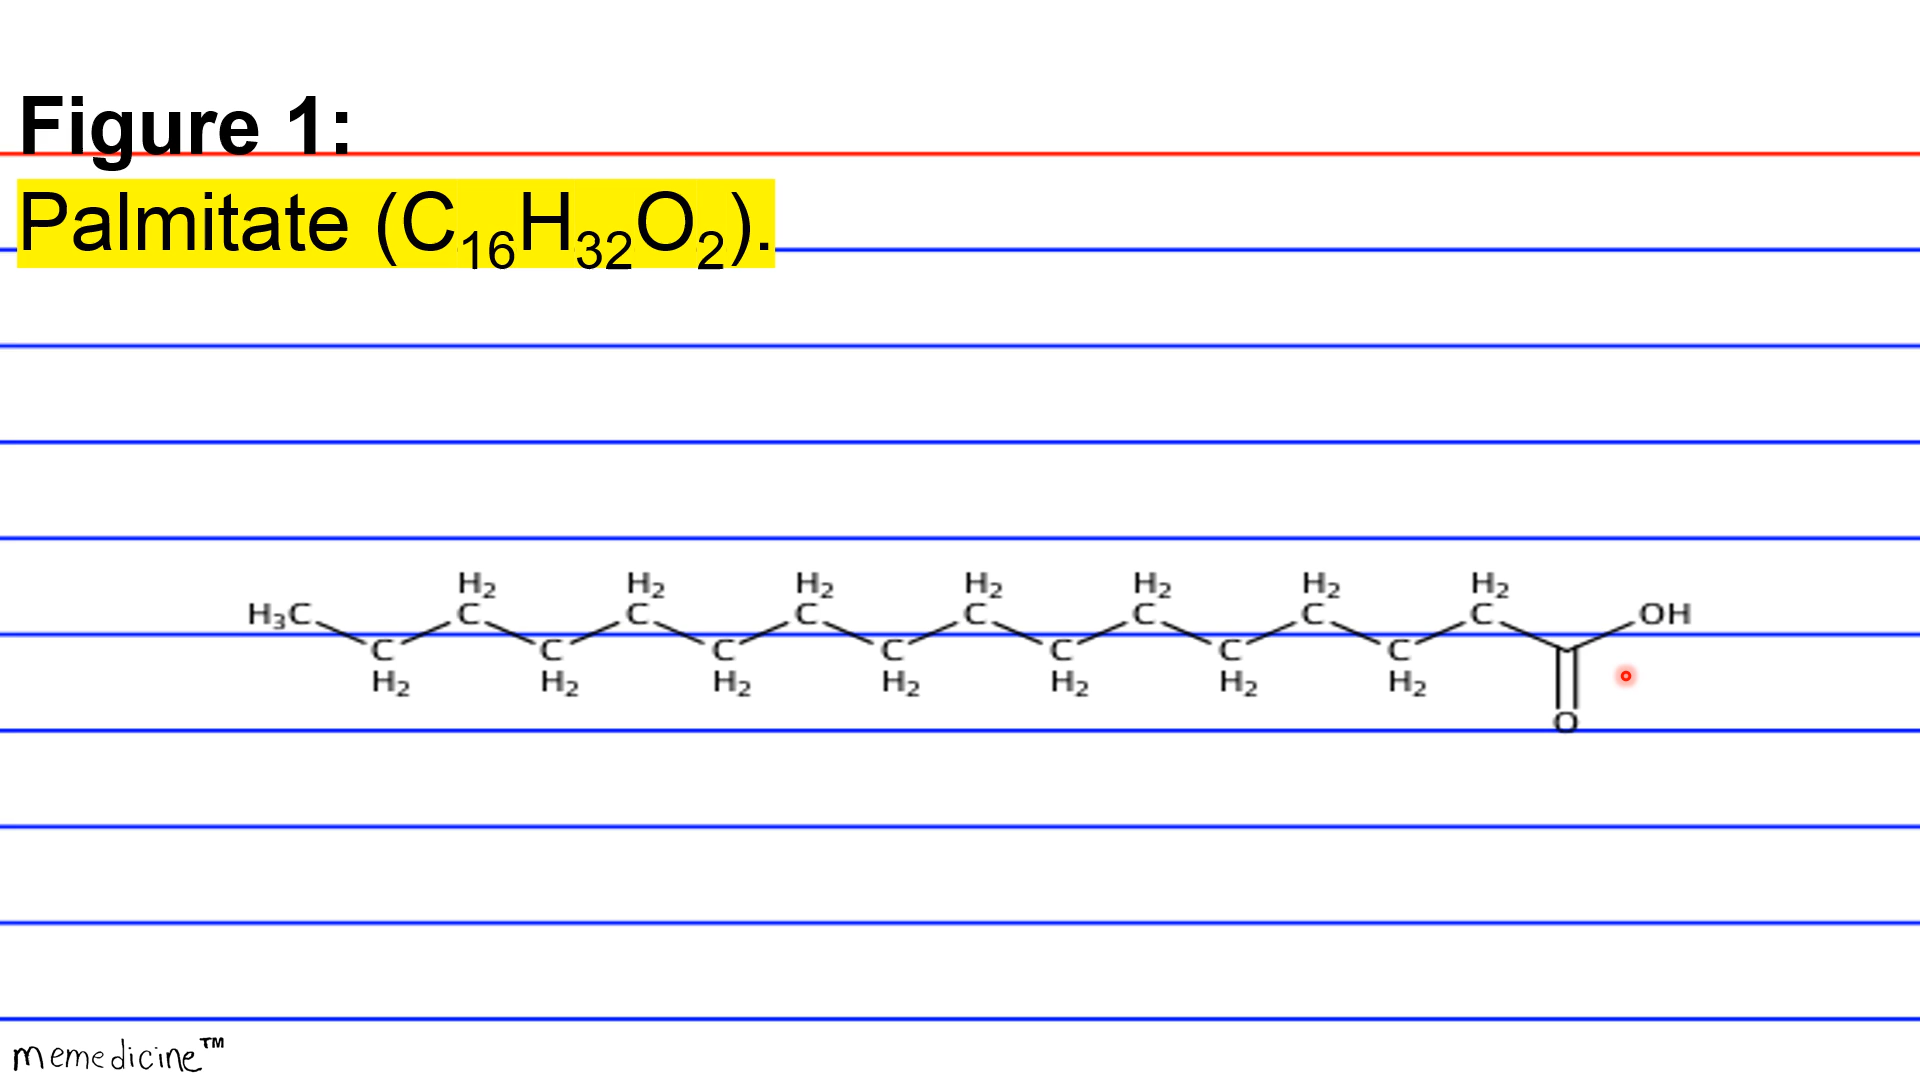 Figure 1:
Palmitate (C₁₆H₃₂O₂).
H₂ H₂ H₂ H₂ H₂ H₂ H₂
H₃C C C C C C C C OH
C C C C C C C
H₂ H₂ H₂ H₂ H₂ H₂ H₂
O
memedicine™